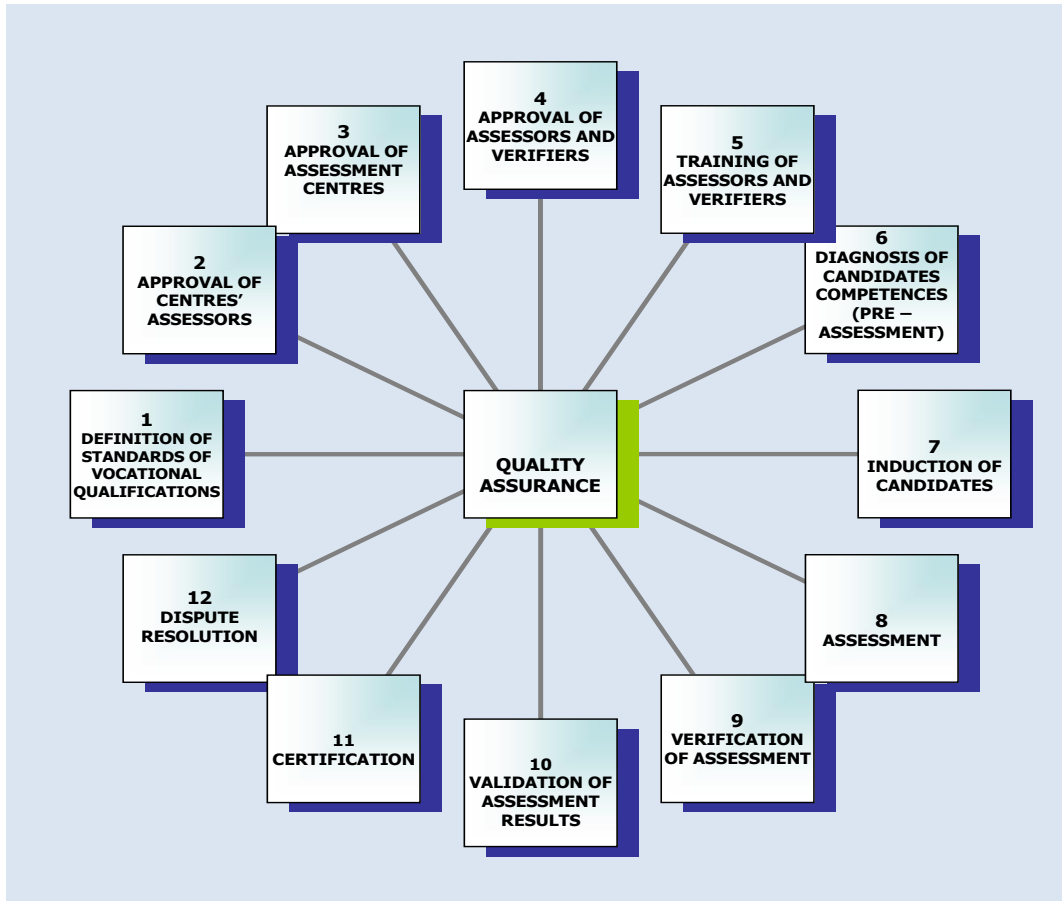 1
DEFINITION OF
STANDARDS OF
VOCATIONAL
QUALIFICATIONS
2
APPROVAL OF
CENTRES’
ASSESSORS
3
APPROVAL OF
ASSESSMENT
CENTRES
4
APPROVAL OF
ASSESSORS AND
VERIFIERS
5
TRAINING OF
ASSESSORS AND
VERIFIERS
6
DIAGNOSIS OF
CANDIDATES
COMPETENCES
(PRE –
ASSESSMENT)
7
INDUCTION OF
CANDIDATES
8
ASSESSMENT
9
VERIFICATION
OF ASSESSMENT
10
VALIDATION OF
ASSESSMENT
RESULTS
11
CERTIFICATION
12
DISPUTE
RESOLUTION
QUALITY
ASSURANCE